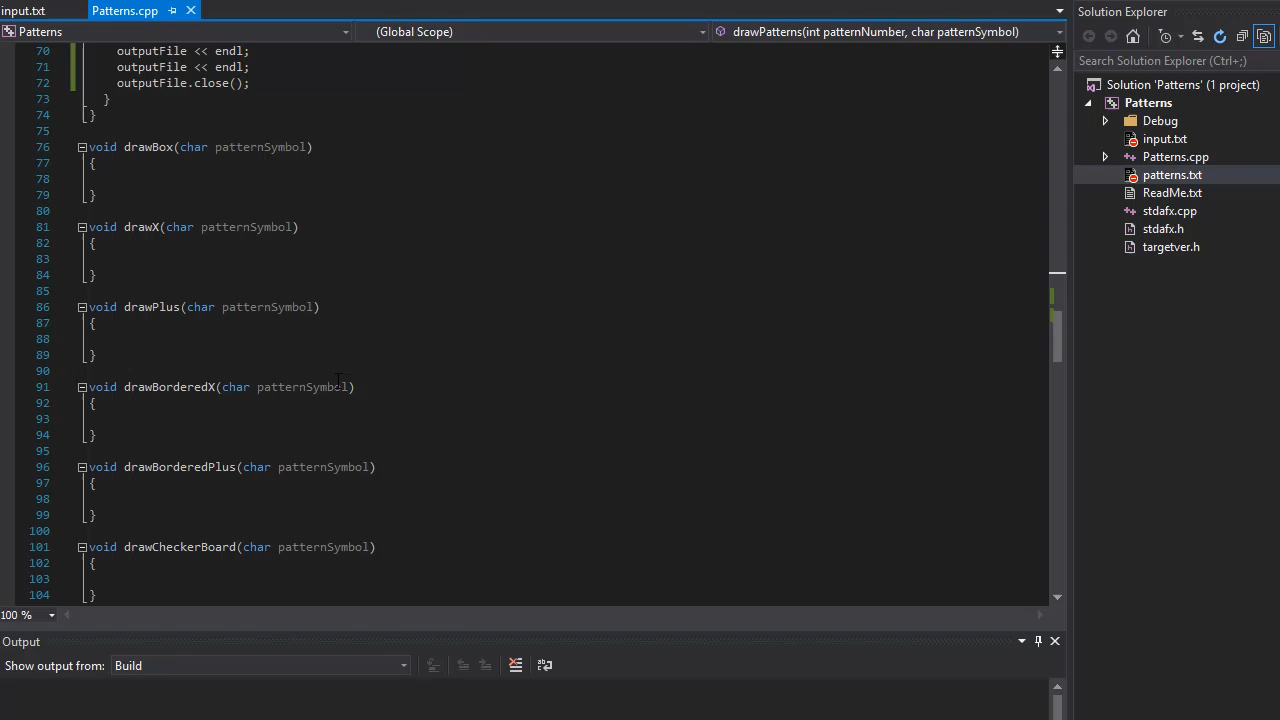 input.txt
Patterns.cpp
Patterns
(Global Scope)
drawPatterns(int patternNumber, char patternSymbol)
70 outputFile << endl;
71 outputFile << endl;
72 outputFile.close();
73 }
74 }
75
76 void drawBox(char patternSymbol)
77 {
78
79 }
80
81 void drawX(char patternSymbol)
82 {
83
84 }
85
86 void drawPlus(char patternSymbol)
87 {
88
89 }
90
91 void drawBorderedX(char patternSymbol)
92 {
93
94 }
95
96 void drawBorderedPlus(char patternSymbol)
97 {
98
99 }
100
101 void drawCheckerBoard(char patternSymbol)
102 {
103
104 }
100 %
Output
Show output from: Build
Solution Explorer
Search Solution Explorer (Ctrl+;)
Solution 'Patterns' (1 project)
Patterns
Debug
input.txt
Patterns.cpp
patterns.txt
ReadMe.txt
stdafx.cpp
stdafx.h
targetver.h